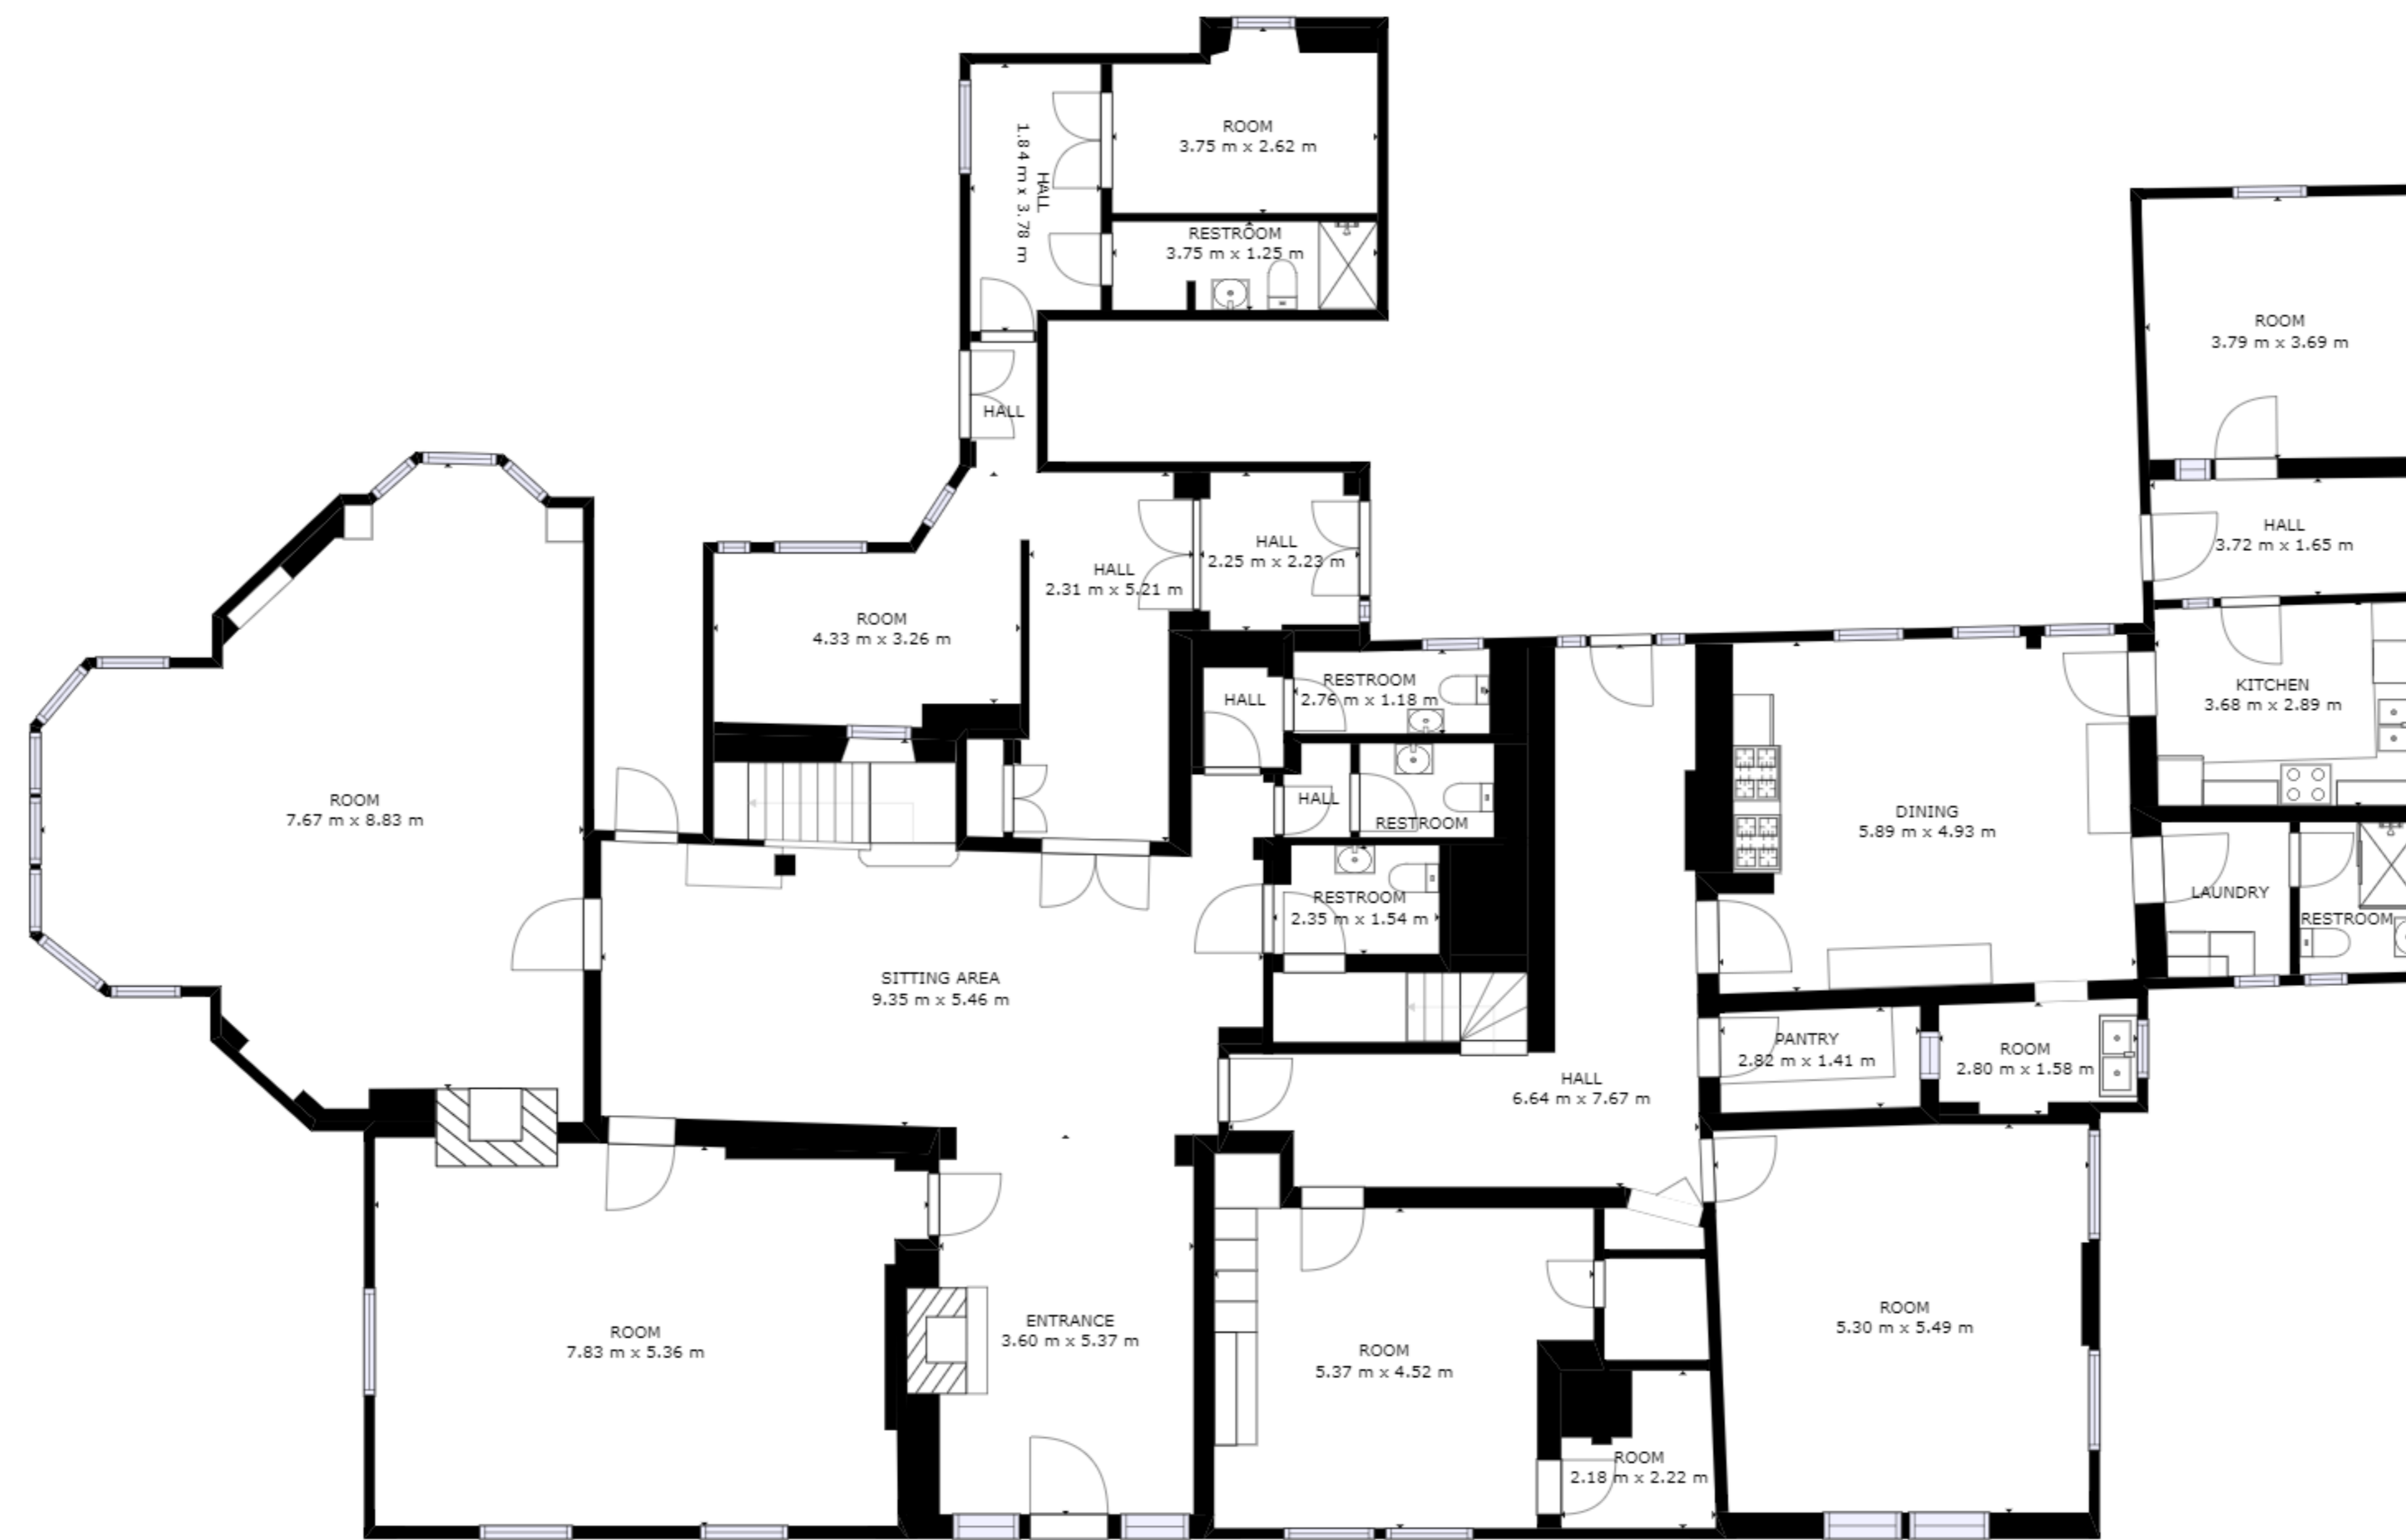 ROOM
3.75 m x 2.62 m
HALL
1.84 m x 3.78 m
RESTROOM
3.75 m x 1.25 m
ROOM
3.79 m x 3.69 m
HALL
HALL
3.72 m x 1.65 m
HALL
2.25 m x 2.23 m
HALL
2.31 m x 5.21 m
ROOM
4.33 m x 3.26 m
RESTROOM
2.76 m x 1.18 m
HALL
KITCHEN
3.68 m x 2.89 m
ROOM
7.67 m x 8.83 m
HALL
RESTROOM
DINING
5.89 m x 4.93 m
RESTROOM
2.35 m x 1.54 m
LAUNDRY
RESTROOM
SITTING AREA
9.35 m x 5.46 m
PANTRY
2.82 m x 1.41 m
ROOM
2.80 m x 1.58 m
HALL
6.64 m x 7.67 m
ROOM
7.83 m x 5.36 m
ENTRANCE
3.60 m x 5.37 m
ROOM
5.37 m x 4.52 m
ROOM
5.30 m x 5.49 m
ROOM
2.18 m x 2.22 m